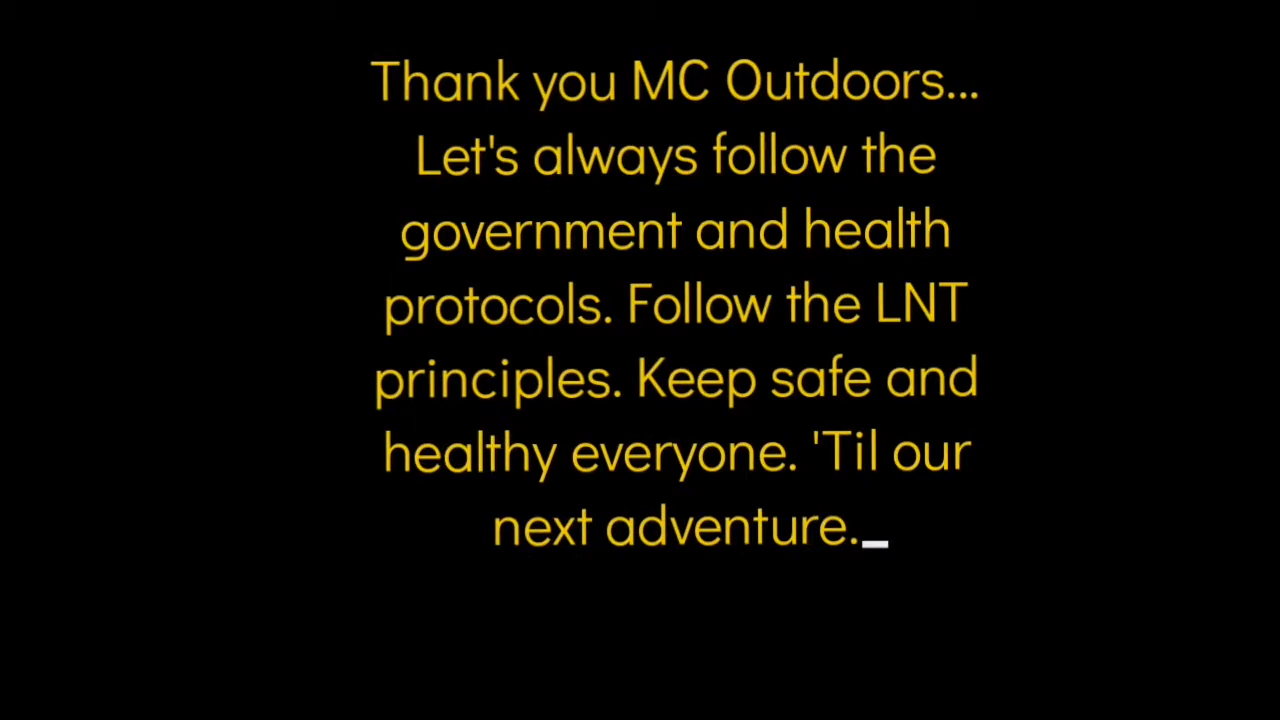 Thank you MC Outdoors...
Let's always follow the
government and health
protocols. Follow the LNT
principles. Keep safe and
healthy everyone. 'Til our
next adventure._